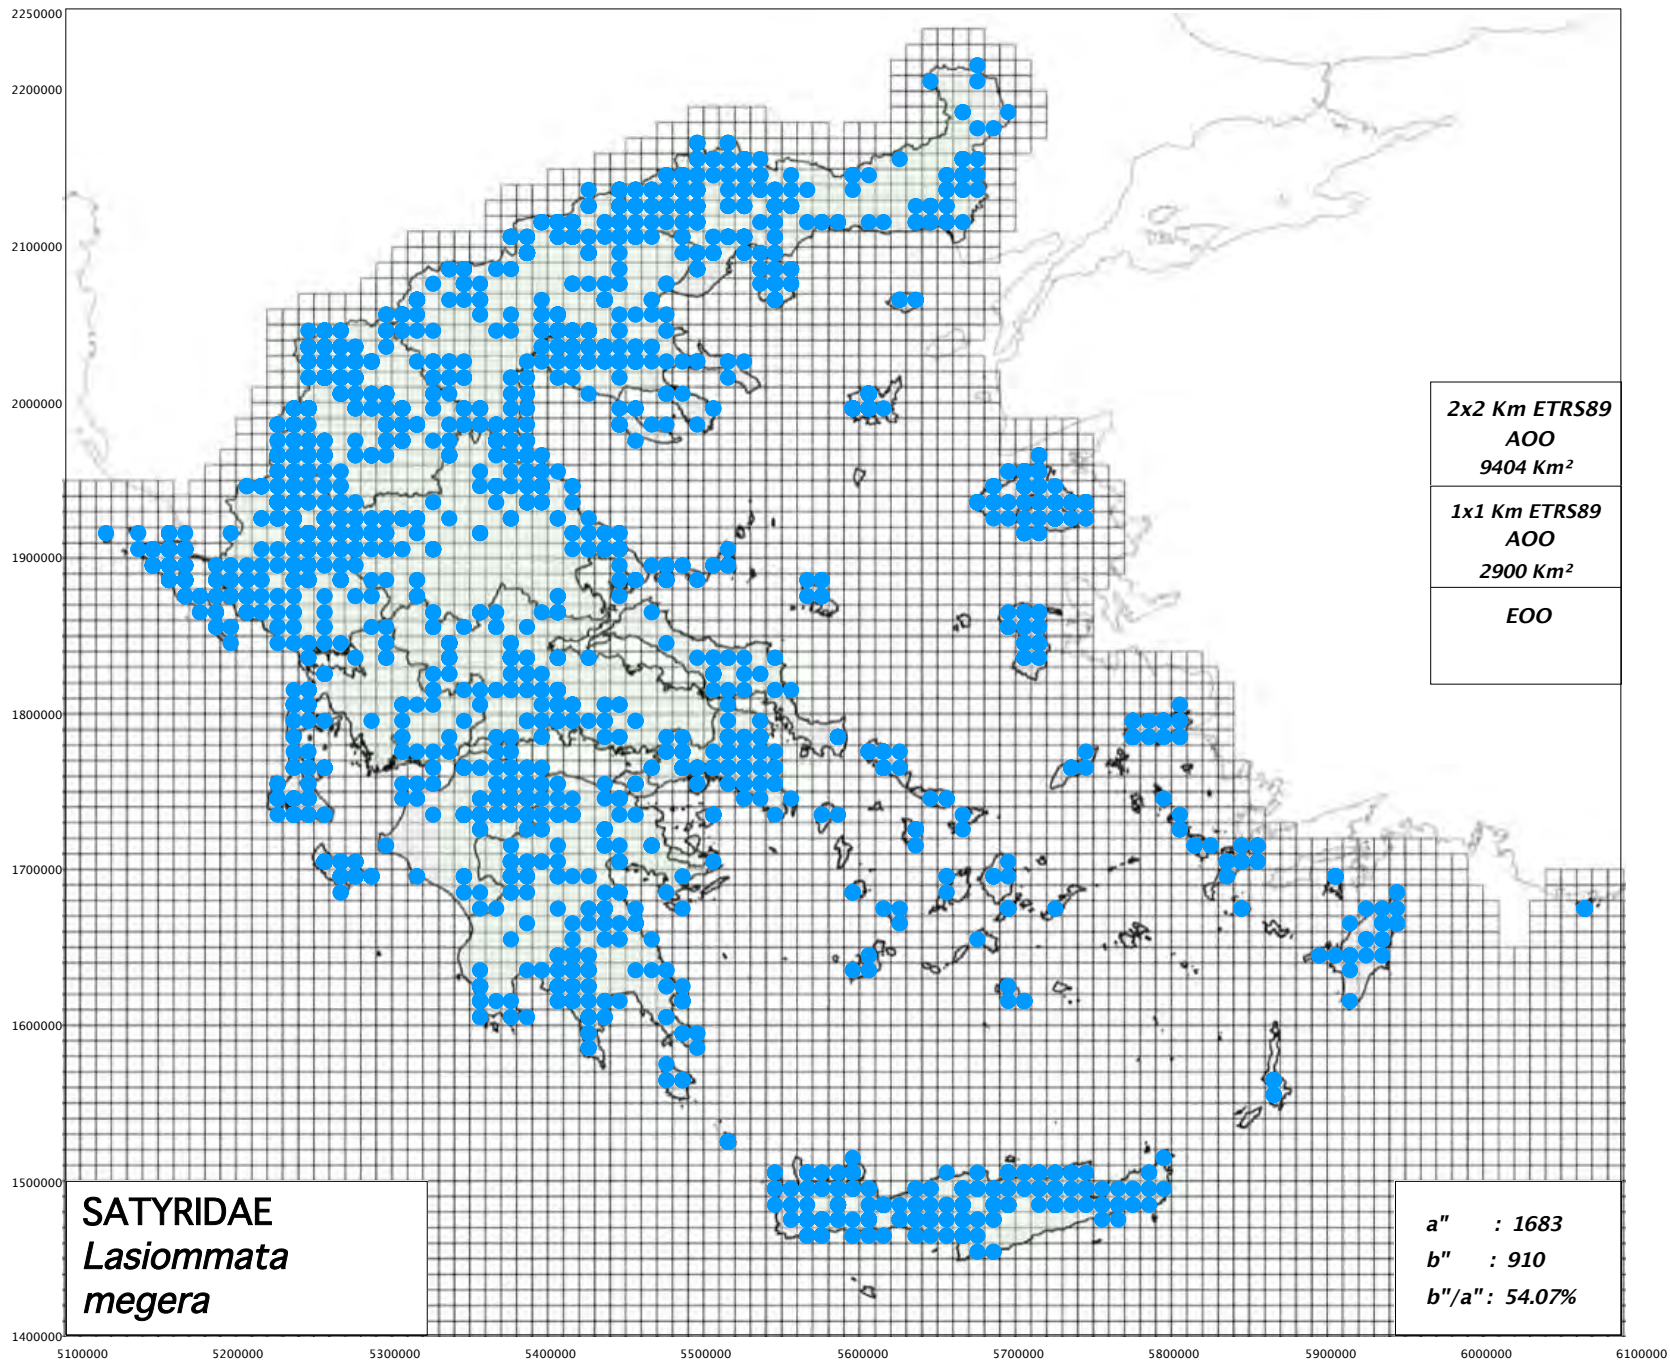 2250000
2200000
2100000
2000000
1900000
1800000
1700000
1600000
1500000
1400000
2x2 Km ETRS89
AOO
9404 Km²
1x1 Km ETRS89
AOO
2900 Km²
EOO
SATYRIDAE
Lasiommata
megera
a" : 1683
b" : 910
b"/a" : 54.07%
5100000 5200000 5300000 5400000 5500000 5600000 5700000 5800000 5900000 6000000 6100000